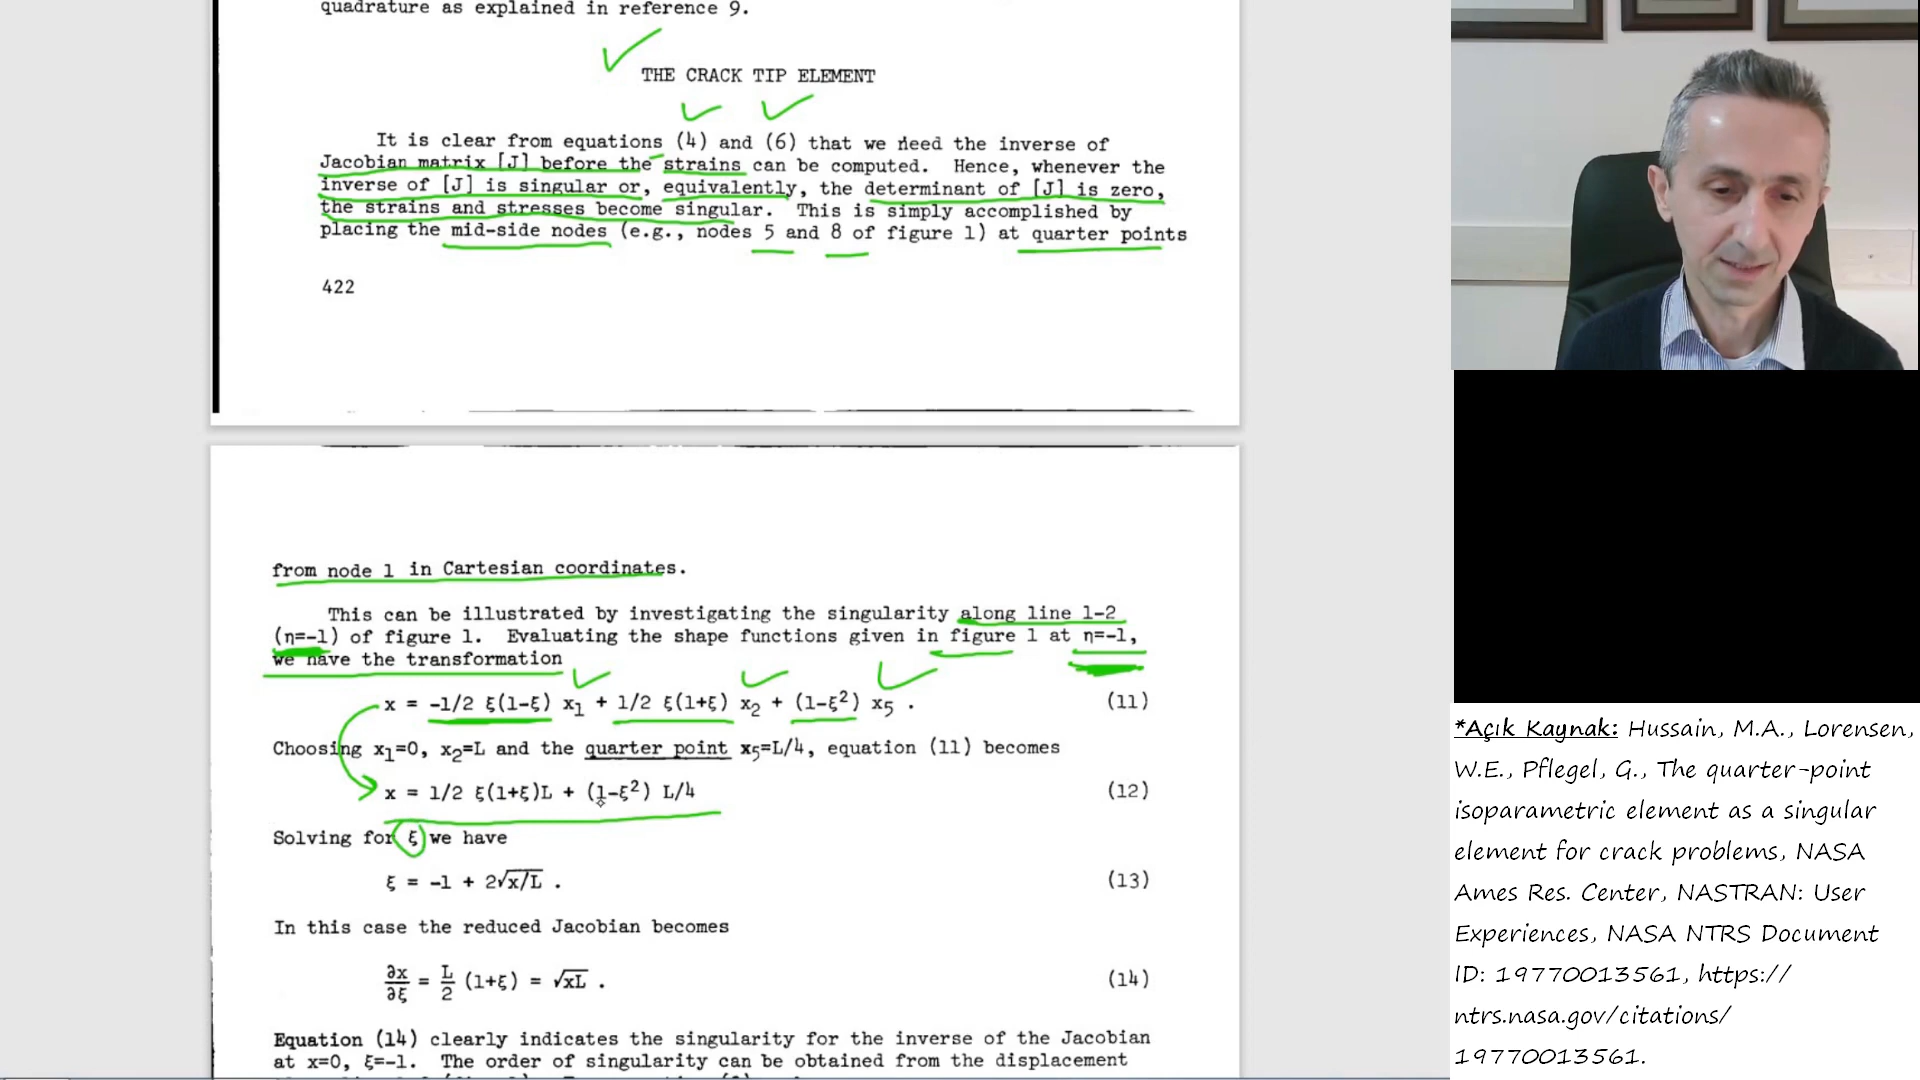 quadrature as explained in reference 9.
THE CRACK TIP ELEMENT
It is clear from equations (4) and (6) that we need the inverse of
Jacobian matrix [J] before the strains can be computed. Hence, whenever the
inverse of [J] is singular or, equivalently, the determinant of [J] is zero,
the strains and stresses become singular. This is simply accomplished by
placing the mid-side nodes (e.g., nodes 5 and 8 of figure 1) at quarter points
422
from node 1 in Cartesian coordinates.
This can be illustrated by investigating the singularity along line 1-2
(η=-1) of figure 1. Evaluating the shape functions given in figure 1 at η=-1,
we have the transformation
x = -1/2 ξ(1-ξ) x₁ + 1/2 ξ(1+ξ) x₂ + (1-ξ²) x₅ . (11)
Choosing x₁=0, x₂=L and the quarter point x₅=L/4, equation (11) becomes
x = 1/2 ξ(1+ξ)L + (1-ξ²) L/4 (12)
Solving for ξ we have
ξ = -1 + 2√x/L . (13)
In this case the reduced Jacobian becomes
∂x/∂ξ = L/2 (1+ξ) = √xL . (14)
Equation (14) clearly indicates the singularity for the inverse of the Jacobian
at x=0, ξ=-1. The order of singularity can be obtained from the displacement
*Açık Kaynak: Hussain, M.A., Lorensen,
W.E., Pflegel, G., The quarter-point
isoparametric element as a singular
element for crack problems, NASA
Ames Res. Center, NASTRAN: User
Experiences, NASA NTRS Document
ID: 19770013561, https://
ntrs.nasa.gov/citations/
19770013561.